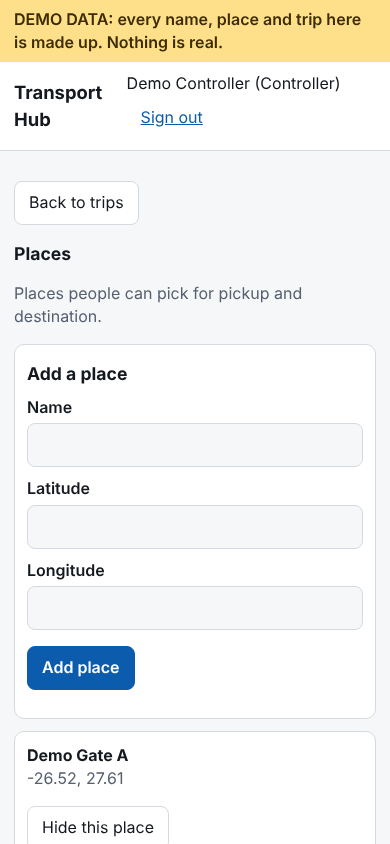 DEMO DATA: every name, place and trip here
is made up. Nothing is real.
Transport
Hub
Demo Controller (Controller)
Sign out
Back to trips
Places
Places people can pick for pickup and
destination.
Add a place
Name
Latitude
Longitude
Add place
Demo Gate A
-26.52, 27.61
Hide this place